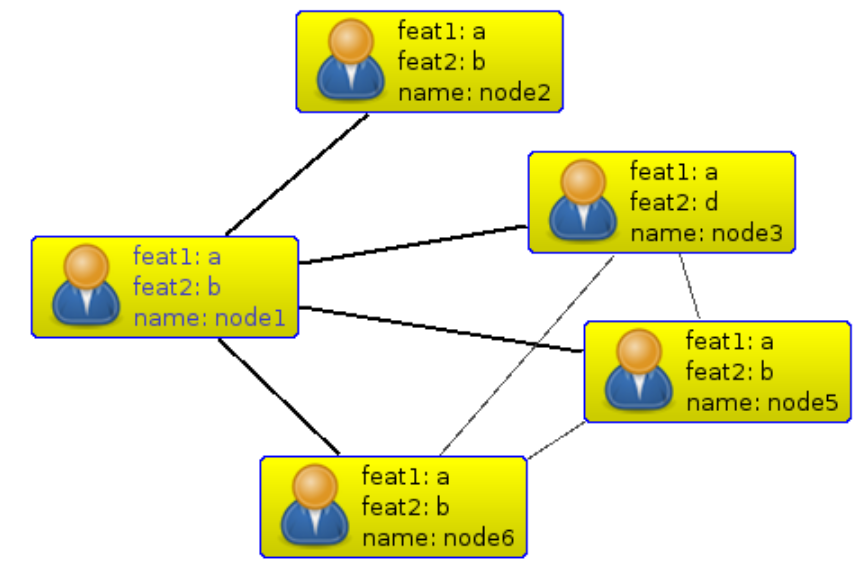 feat1: a
feat2: b
name: node2
feat1: a
feat2: d
name: node3
feat1: a
feat2: b
name: node1
feat1: a
feat2: b
name: node5
feat1: a
feat2: b
name: node6